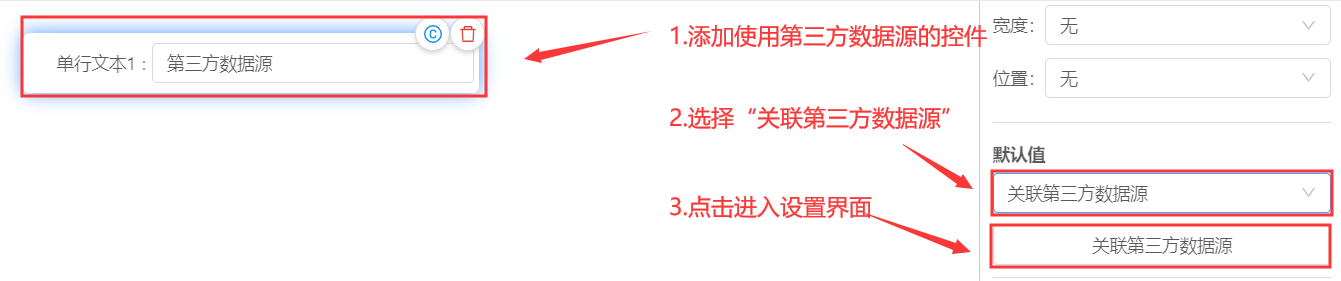 单行文本1：
第三方数据源
©
1.添加使用第三方数据源的控件
2.选择“关联第三方数据源”
3.点击进入设置界面
宽度：
无
位置：
无
默认值
关联第三方数据源
关联第三方数据源